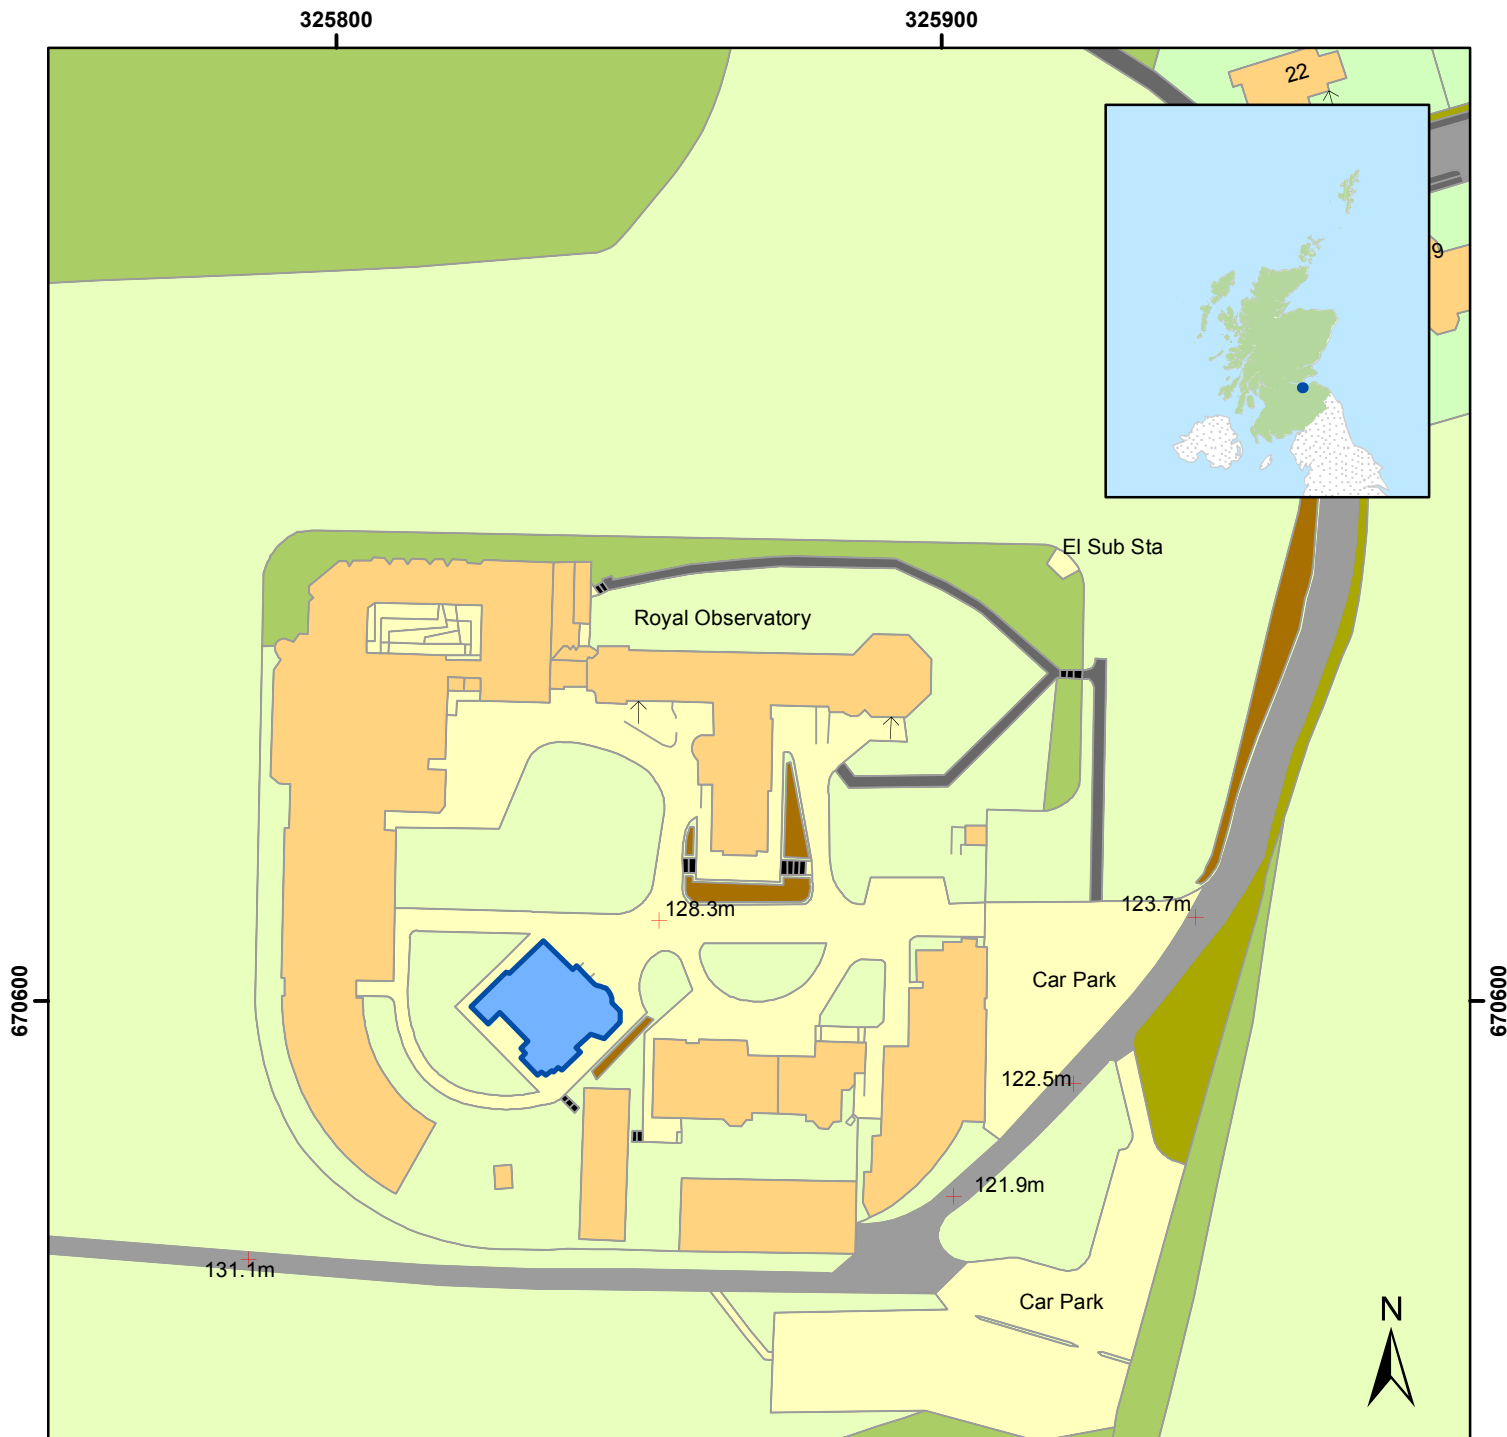 325800
325900
22
9
El Sub Sta
Royal Observatory
128.3m
123.7m
Car Park
670600
670600
122.5m
121.9m
131.1m
Car Park
N